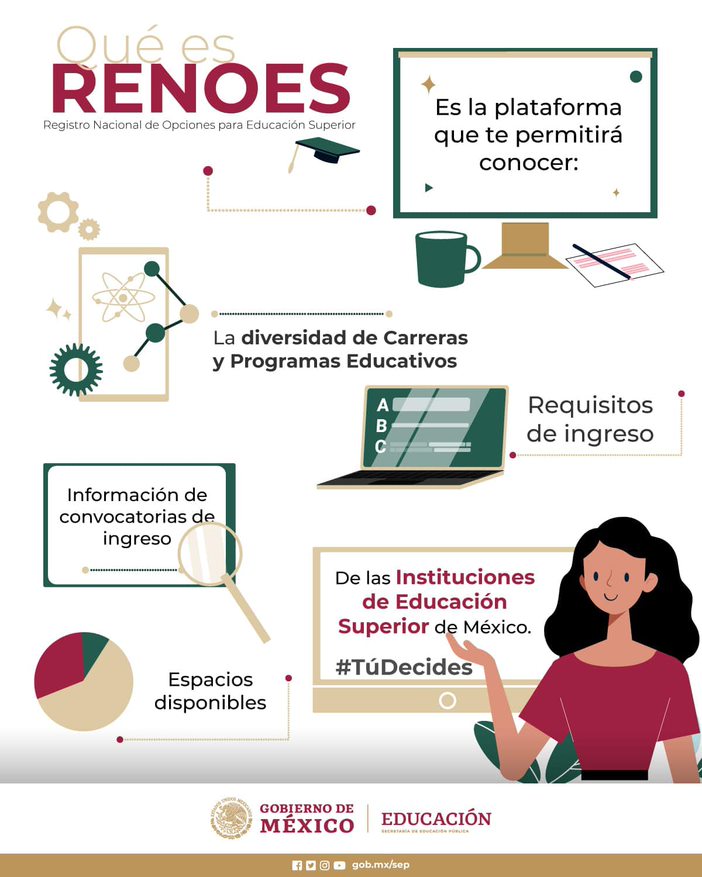 Qué es
RENOES
Registro Nacional de Opciones para Educación Superior
Es la plataforma
que te permitirá
conocer:
La diversidad de Carreras
y Programas Educativos
A
B
C
Requisitos
de ingreso
Información de
convocatorias de
ingreso
De las Instituciones
de Educación
Superior de México.
#TúDecides
Espacios
disponibles
GOBIERNO DE
MÉXICO
EDUCACIÓN
SECRETARÍA DE EDUCACIÓN PÚBLICA
gob.mx/sep